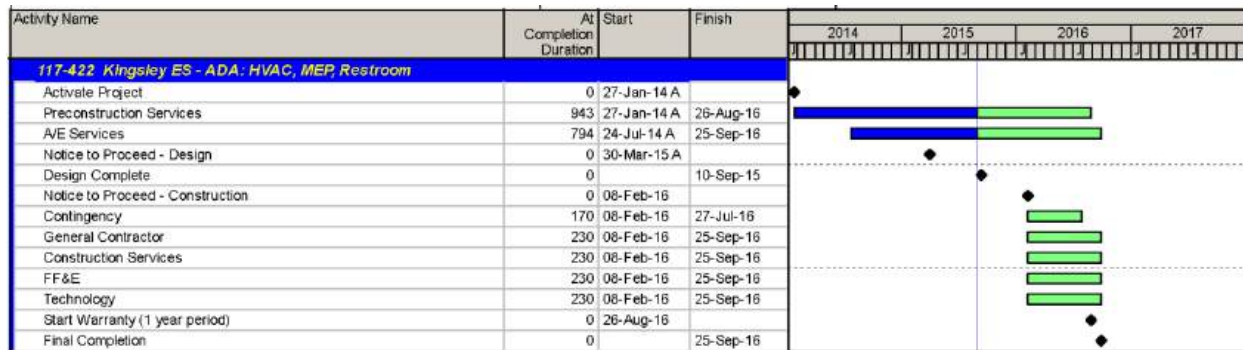 Activity Name At Completion Duration Start Finish
2014 2015 2016 2017
J J J J J J J J
117-422 Kingsley ES - ADA: HVAC, MEP, Restroom
Activate Project 0 27-Jan-14 A
Preconstruction Services 943 27-Jan-14 A 26-Aug-16
A/E Services 794 24-Jul-14 A 25-Sep-16
Notice to Proceed - Design 0 30-Mar-15 A
Design Complete 0 10-Sep-15
Notice to Proceed - Construction 0 08-Feb-16
Contingency 170 08-Feb-16 27-Jul-16
General Contractor 230 08-Feb-16 25-Sep-16
Construction Services 230 08-Feb-16 25-Sep-16
FF&E 230 08-Feb-16 25-Sep-16
Technology 230 08-Feb-16 25-Sep-16
Start Warranty (1 year period) 0 26-Aug-16
Final Completion 0 25-Sep-16